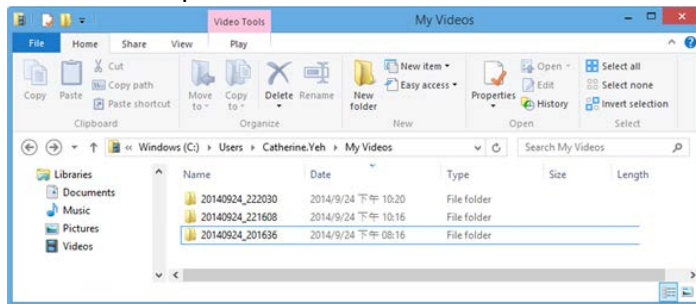 Video Tools
My Videos
File Home Share View Play
Copy
Paste
Cut
Copy path
Paste shortcut
Clipboard
Move to
Copy to
Delete
Rename
Organize
New folder
New item
Easy access
New
Properties
Open
Edit
History
Open
Select all
Select none
Invert selection
Select
« Windows (C:) Users Catherine.Yeh My Videos
Search My Videos
Libraries
Documents
Music
Pictures
Videos
Name Date Type Size Length
20140924_222030 2014/9/24 下午 10:20 File folder
20140924_221608 2014/9/24 下午 10:16 File folder
20140924_201636 2014/9/24 下午 08:16 File folder